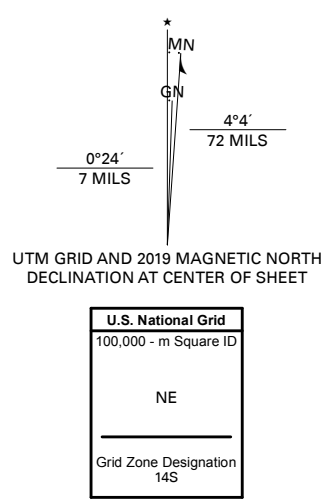 MN
GN
4°4´
72 MILS
0°24´
7 MILS
UTM GRID AND 2019 MAGNETIC NORTH
DECLINATION AT CENTER OF SHEET
U.S. National Grid
100,000 - m Square ID
NE
Grid Zone Designation
14S